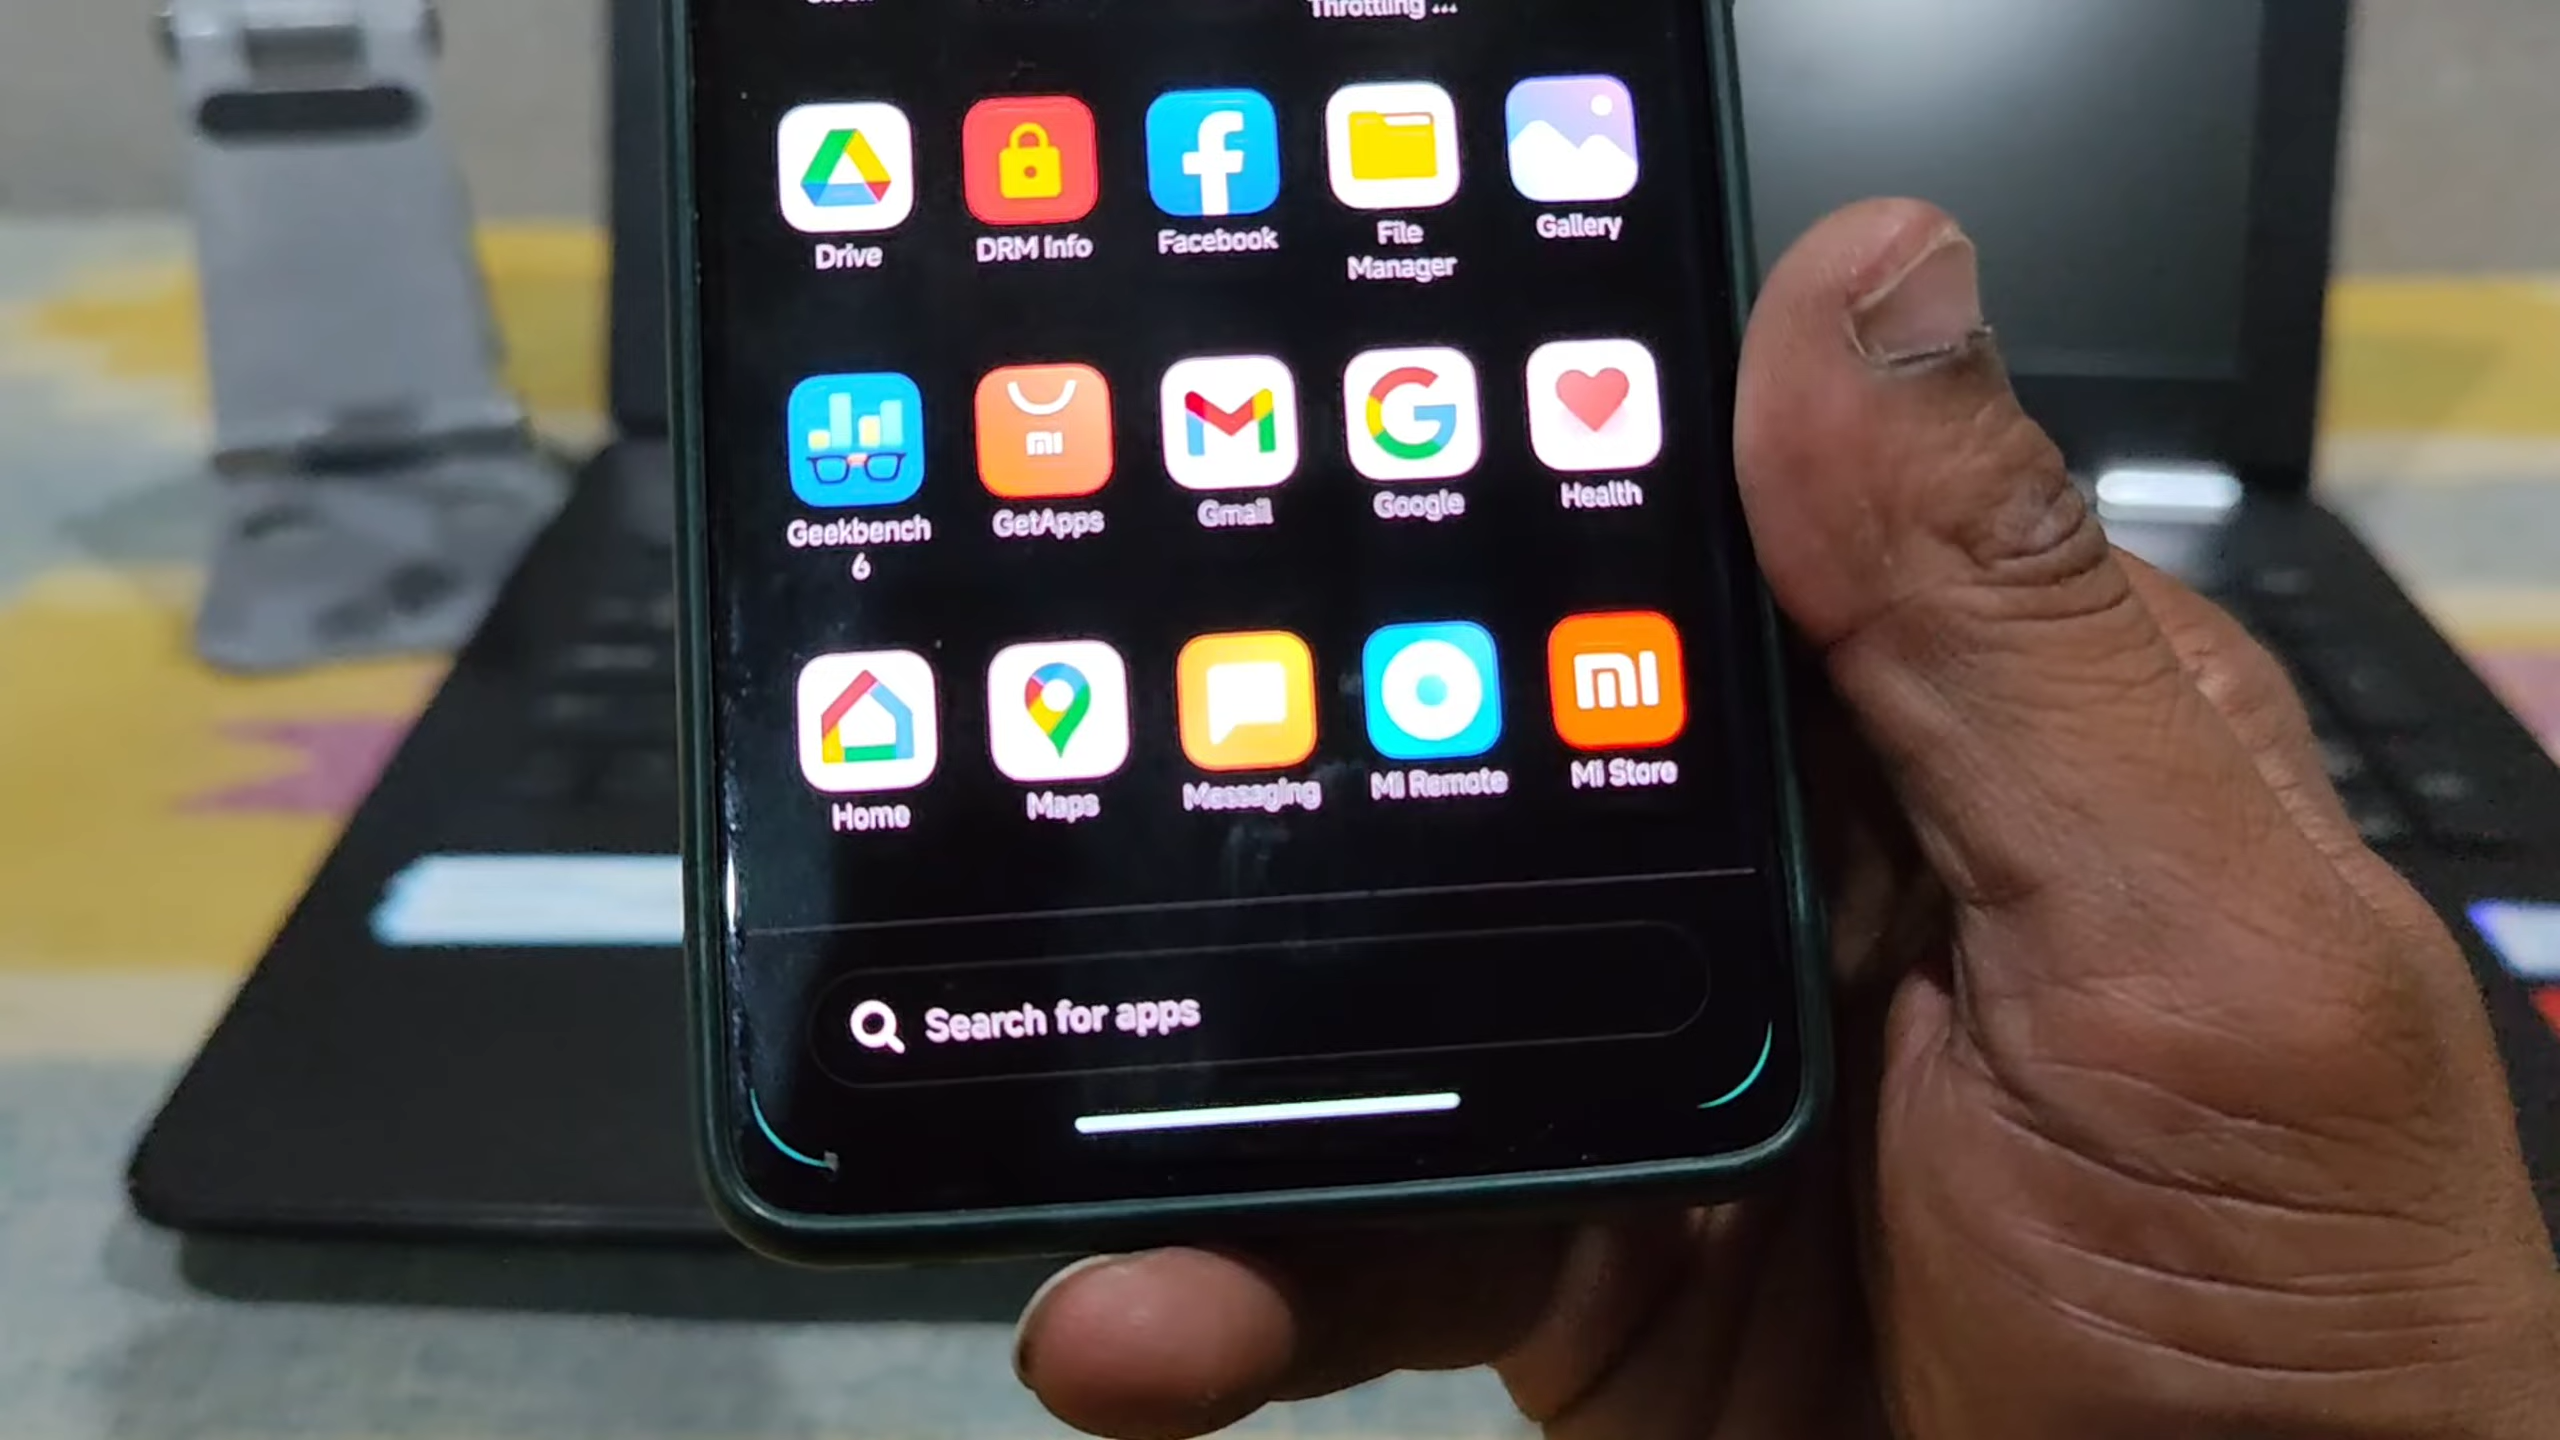 Throttling ...
Drive
DRM Info
Facebook
File
Manager
Gallery
Geekbench
6
GetApps
Gmail
Google
Health
Home
Maps
Messaging
Mi Remote
Mi Store
Search for apps